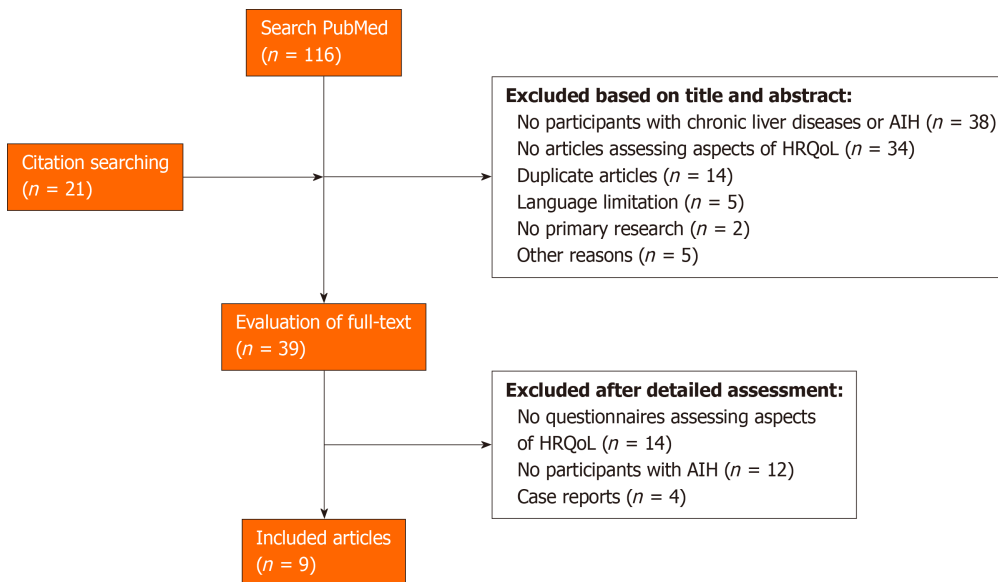 Search PubMed
(n = 116)
Citation searching
(n = 21)
Excluded based on title and abstract:
No participants with chronic liver diseases or AIH (n = 38)
No articles assessing aspects of HRQoL (n = 34)
Duplicate articles (n = 14)
Language limitation (n = 5)
No primary research (n = 2)
Other reasons (n = 5)
Evaluation of full-text
(n = 39)
Excluded after detailed assessment:
No questionnaires assessing aspects
of HRQoL (n = 14)
No participants with AIH (n = 12)
Case reports (n = 4)
Included articles
(n = 9)